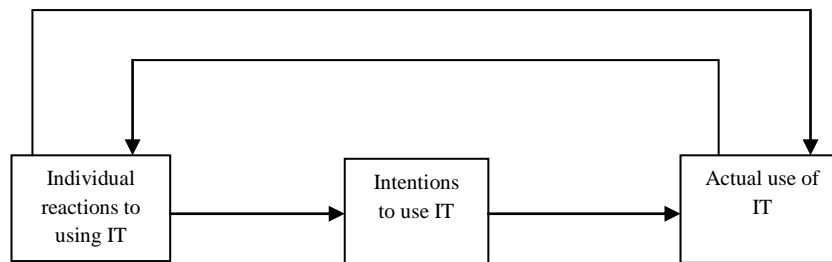 Individual
reactions to
using IT
Intentions
to use IT
Actual use of
IT